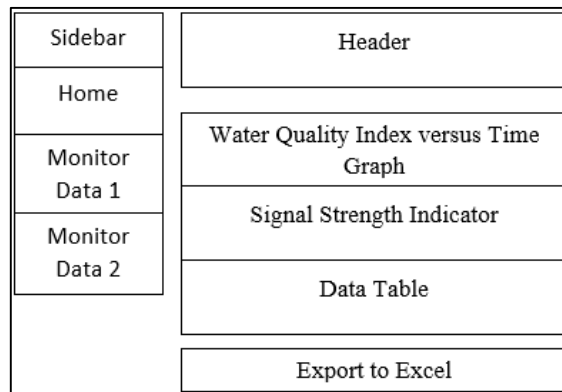 Sidebar
Home
Monitor
Data 1
Monitor
Data 2
Header
Water Quality Index versus Time
Graph
Signal Strength Indicator
Data Table
Export to Excel